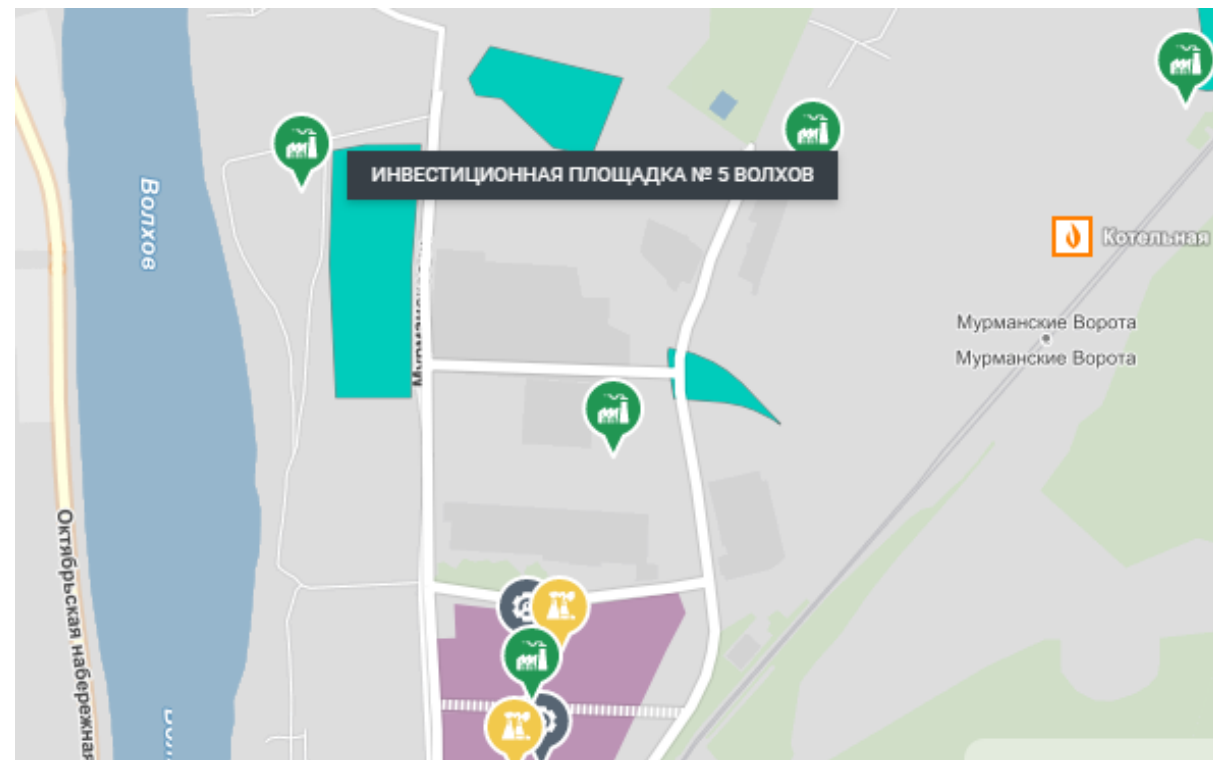 ИНВЕСТИЦИОННАЯ ПЛОЩАДКА № 5 ВОЛХОВ
Волхов
Котельная
Мурманские Ворота
Мурманские Ворота
Октябрьская набережная